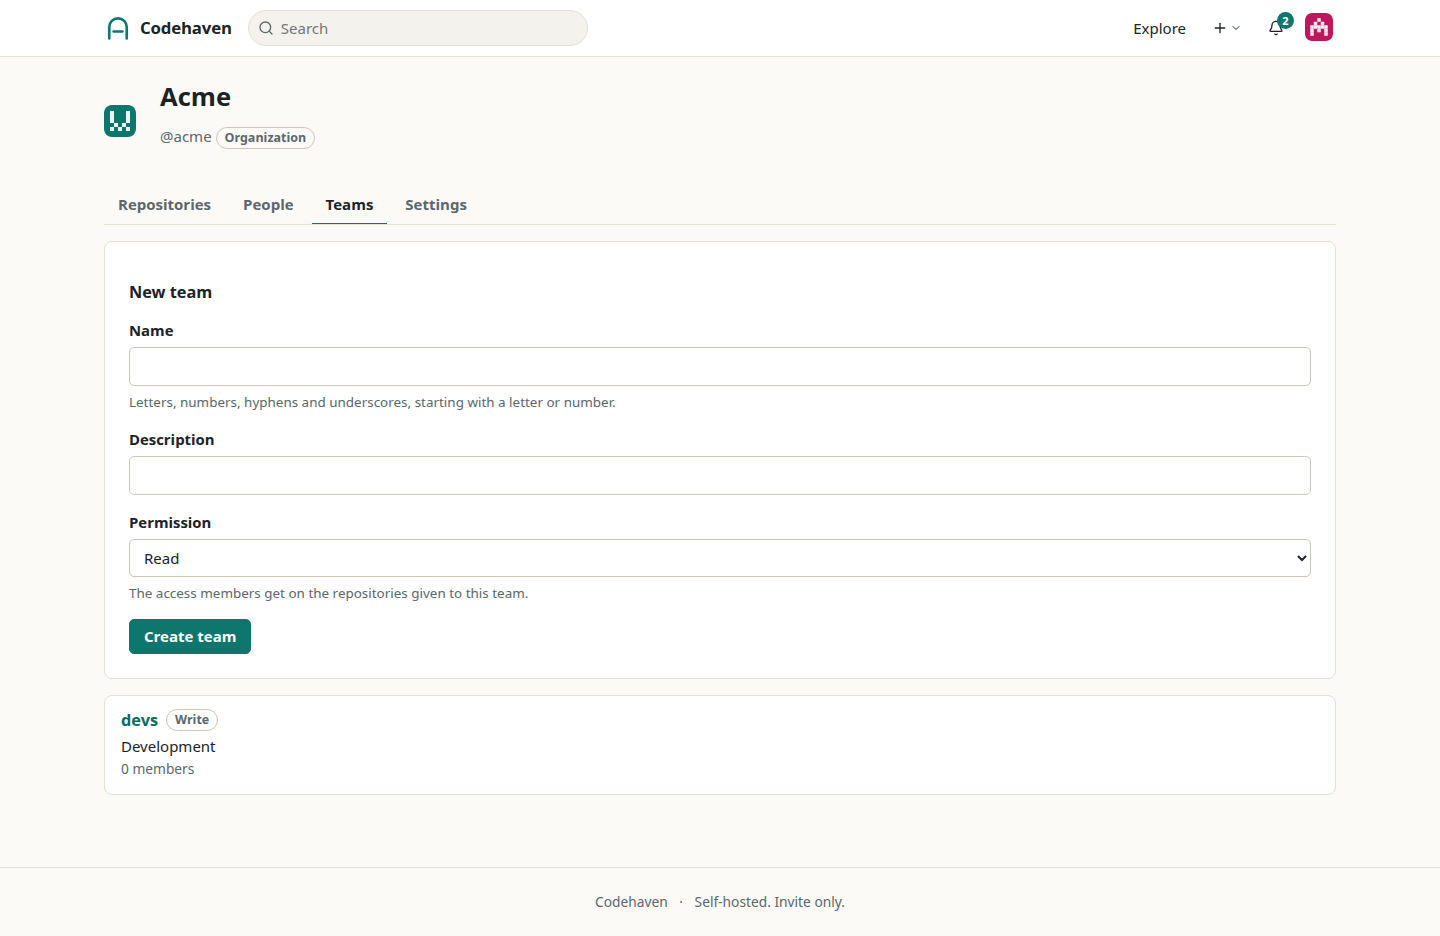 Codehaven
Search
Explore
2
Acme
@acme Organization
Repositories People Teams Settings
New team
Name
Letters, numbers, hyphens and underscores, starting with a letter or number.
Description
Permission
Read
The access members get on the repositories given to this team.
Create team
devs Write
Development
0 members
Codehaven · Self-hosted. Invite only.